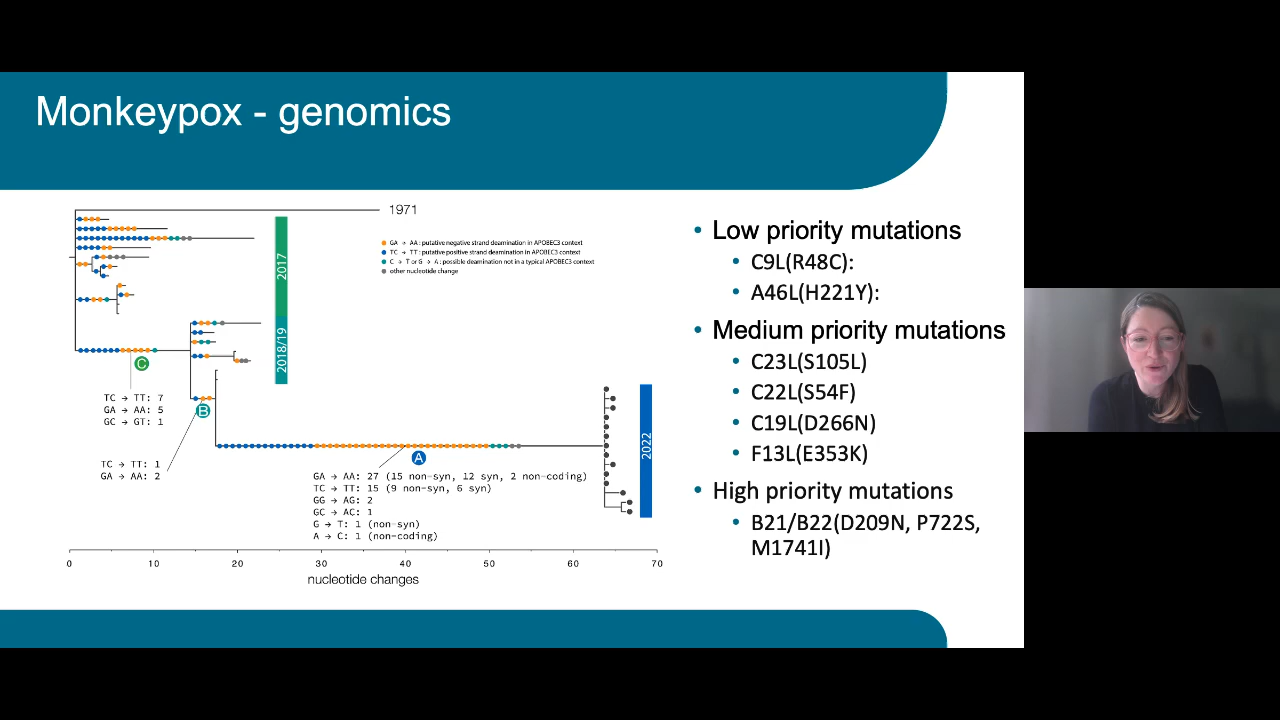 Monkeypox - genomics
1971
GA → AA: putative negative strand deamination in APOBEC3 context
TC → TT: putative positive strand deamination in APOBEC3 context
C → T or G → A: possible deamination not in a typical APOBEC3 context
other nucleotide change
2017
2018/19
2022
C
TC → TT: 7
GA → AA: 5
GC → GT: 1
B
TC → TT: 1
GA → AA: 2
A
GA → AA: 27 (15 non-syn, 12 syn, 2 non-coding)
TC → TT: 15 (9 non-syn, 6 syn)
GG → AG: 2
GC → AC: 1
G → T: 1 (non-syn)
A → C: 1 (non-coding)
0 10 20 30 40 50 60 70
nucleotide changes
• Low priority mutations
• C9L(R48C):
• A46L(H221Y):
• Medium priority mutations
• C23L(S105L)
• C22L(S54F)
• C19L(D266N)
• F13L(E353K)
• High priority mutations
• B21/B22(D209N, P722S,
M1741I)